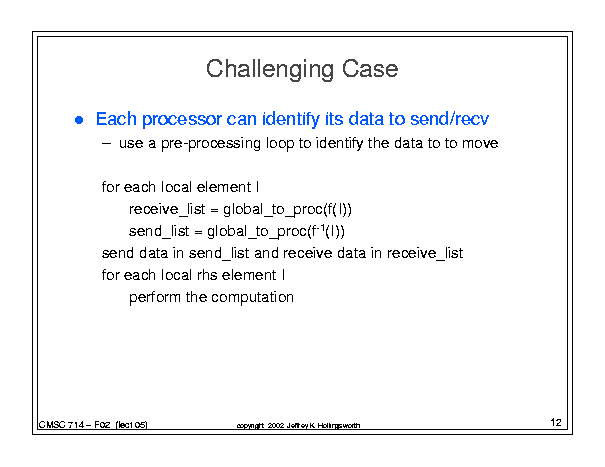 Challenging Case
● Each processor can identify its data to send/recv
– use a pre-processing loop to identify the data to to move
for each local element I
receive_list = global_to_proc(f(I))
send_list = global_to_proc(f⁻¹(I))
send data in send_list and receive data in receive_list
for each local rhs element I
perform the computation
CMSC 714 – F02 (lect 05)
copyright 2002 Jeffrey K. Hollingsworth
12